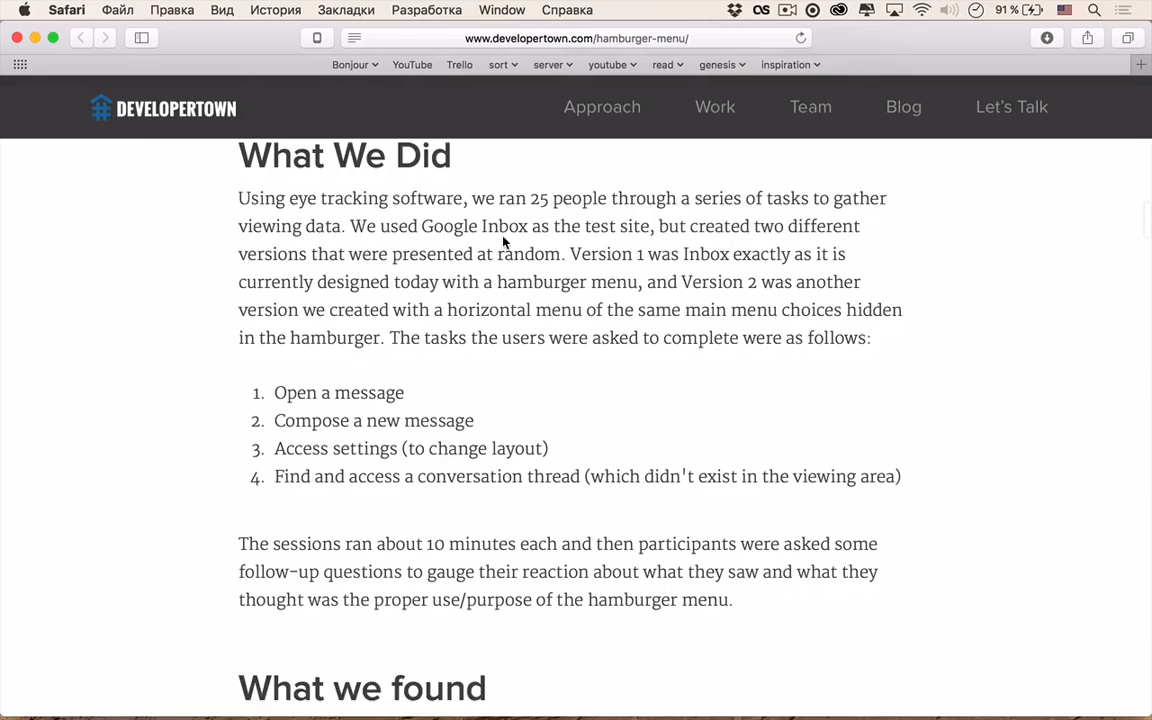 Safari Файл Правка Вид История Закладки Разработка Window Справка 91 %
www.developertown.com/hamburger-menu/
Bonjour YouTube Trello sort server youtube read genesis inspiration
DEVELOPERTOWN Approach Work Team Blog Let's Talk
What We Did
Using eye tracking software, we ran 25 people through a series of tasks to gather
viewing data. We used Google Inbox as the test site, but created two different
versions that were presented at random. Version 1 was Inbox exactly as it is
currently designed today with a hamburger menu, and Version 2 was another
version we created with a horizontal menu of the same main menu choices hidden
in the hamburger. The tasks the users were asked to complete were as follows:
1. Open a message
2. Compose a new message
3. Access settings (to change layout)
4. Find and access a conversation thread (which didn't exist in the viewing area)
The sessions ran about 10 minutes each and then participants were asked some
follow-up questions to gauge their reaction about what they saw and what they
thought was the proper use/purpose of the hamburger menu.
What we found